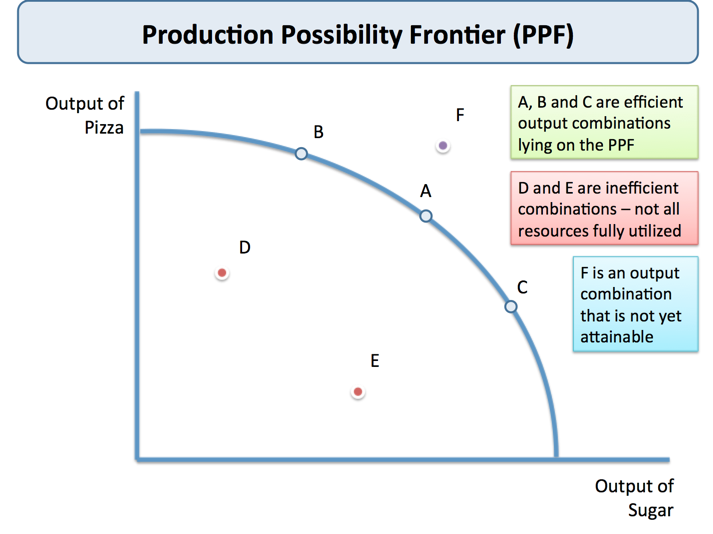 Production Possibility Frontier (PPF)
Output of
Pizza
F
B
A
D
C
E
A, B and C are efficient
output combinations
lying on the PPF
D and E are inefficient
combinations – not all
resources fully utilized
F is an output
combination
that is not yet
attainable
Output of
Sugar